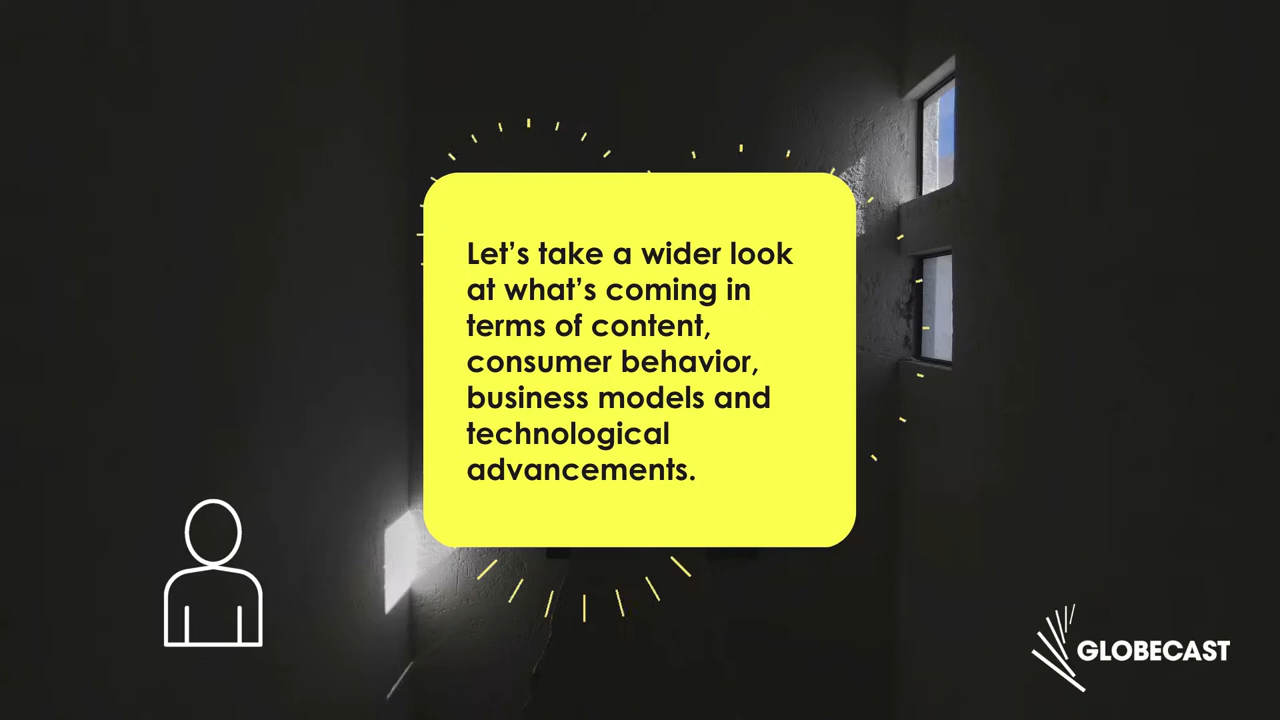 Let’s take a wider look
at what’s coming in
terms of content,
consumer behavior,
business models and
technological
advancements.
GLOBECAST